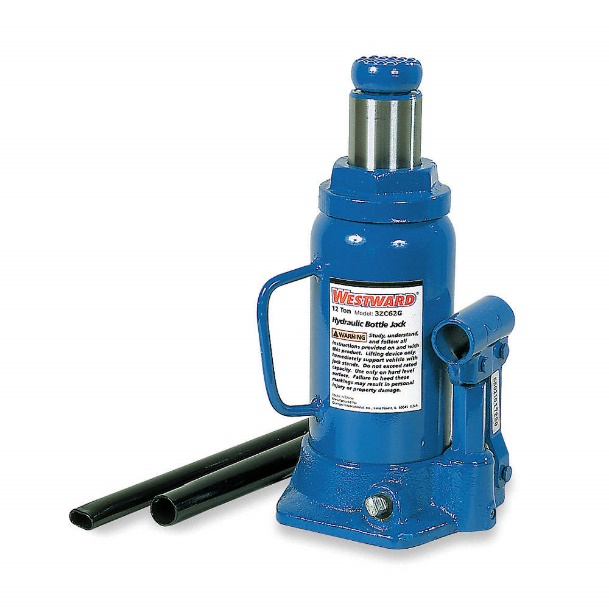 WESTWARD®
12 Ton Model: 3ZC62G
Hydraulic Bottle Jack
WARNING Study, understand,
and follow all
instructions provided on and with
this product. Lifting device only,
immediately support vehicle with
jack stands. Do not exceed rated
capacity. Use only on hard level
surface. Failure to heed these
markings may result in personal
injury or property damage.